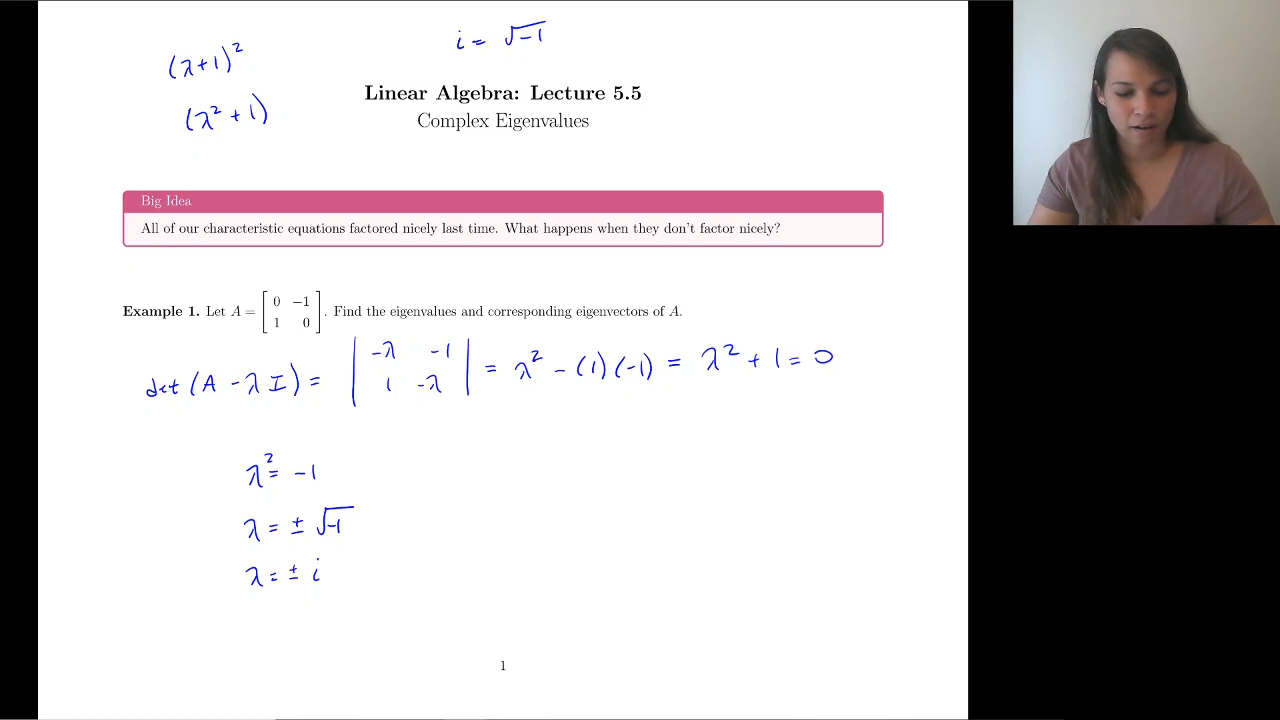 (λ+1)²
i = √-1
(λ² + 1)
Linear Algebra: Lecture 5.5
Complex Eigenvalues
Big Idea
All of our characteristic equations factored nicely last time. What happens when they don't factor nicely?
Example 1. Let A = [ 0 −1 ; 1 0 ]. Find the eigenvalues and corresponding eigenvectors of A.
det (A - λ I) = | -λ -1 ; 1 -λ | = λ² - (1)(-1) = λ² + 1 = 0
λ² = -1
λ = ± √-1
λ = ± i
1